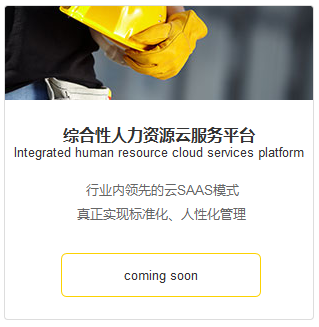 综合性人力资源云服务平台
Integrated human resource cloud services platform
行业内领先的云SAAS模式
真正实现标准化、人性化管理
coming soon